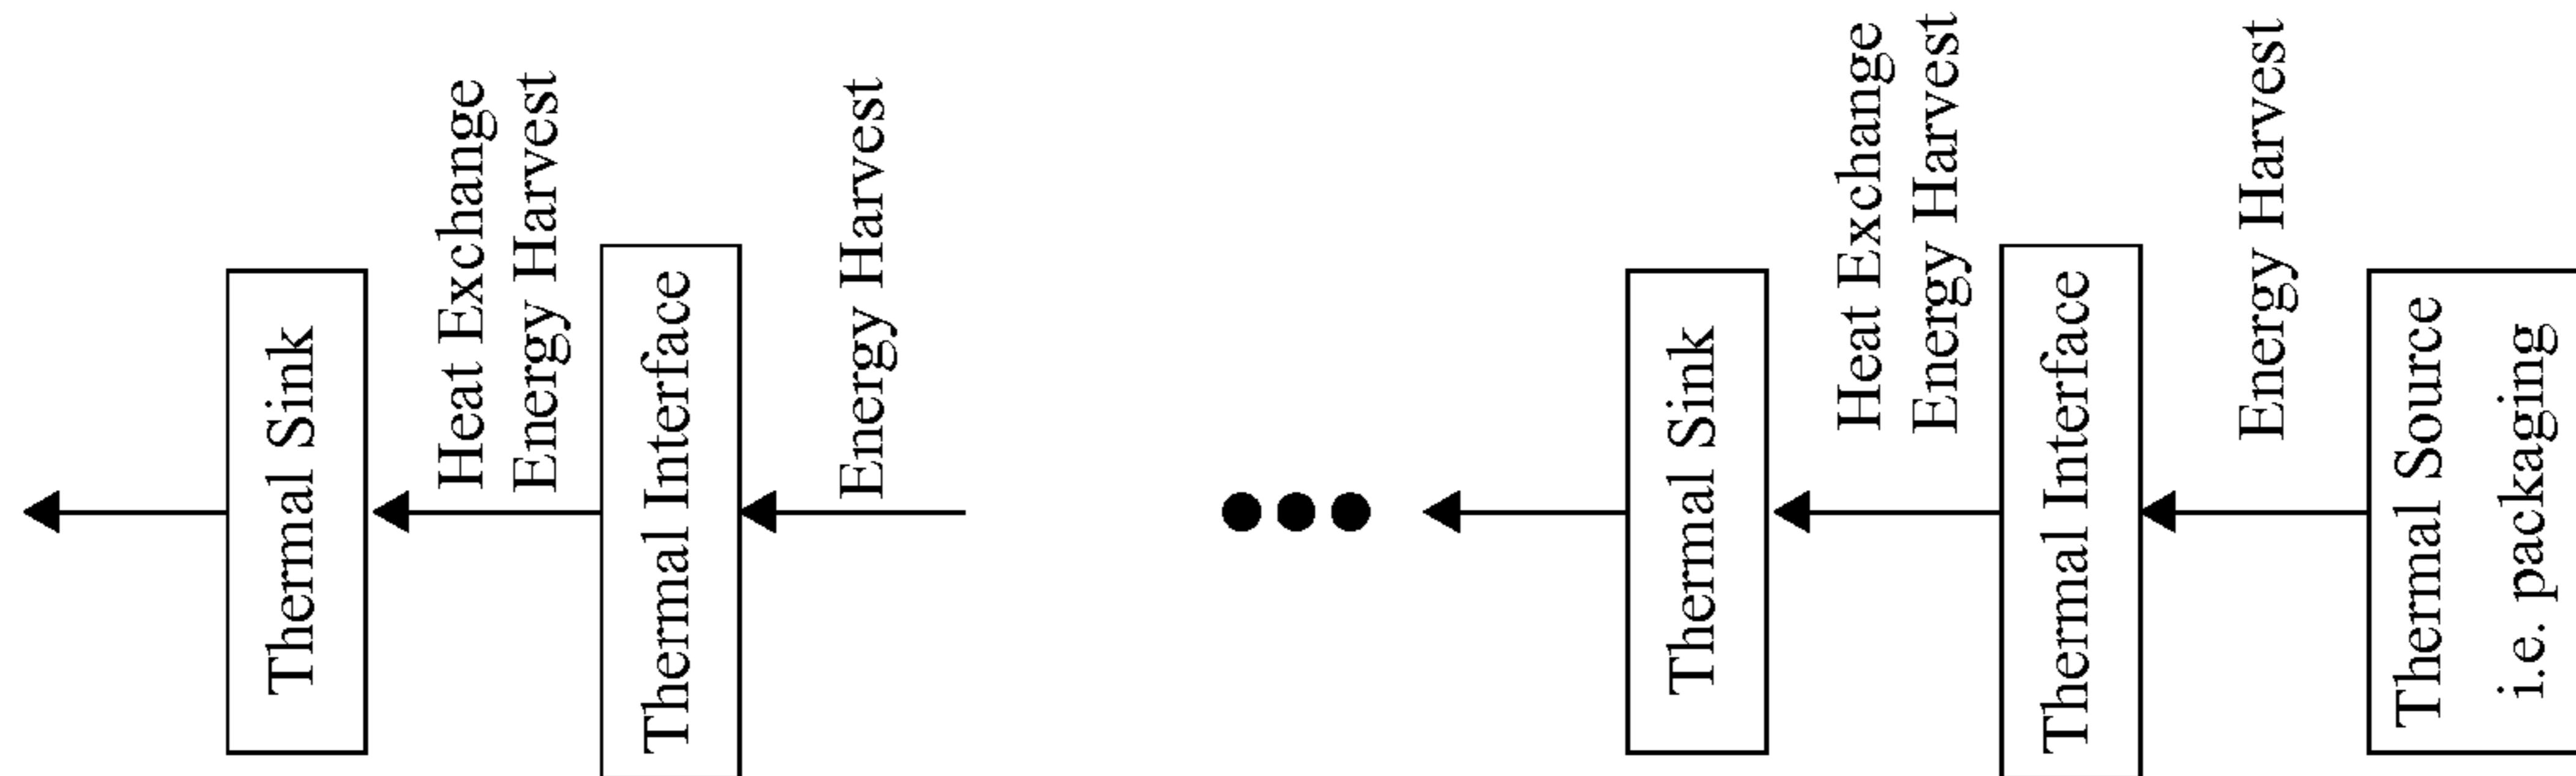 Thermal Sink
Heat Exchange
Energy Harvest
Thermal Interface
Energy Harvest
Thermal Sink
Heat Exchange
Energy Harvest
Thermal Interface
Energy Harvest
Thermal Source
i.e. packaging